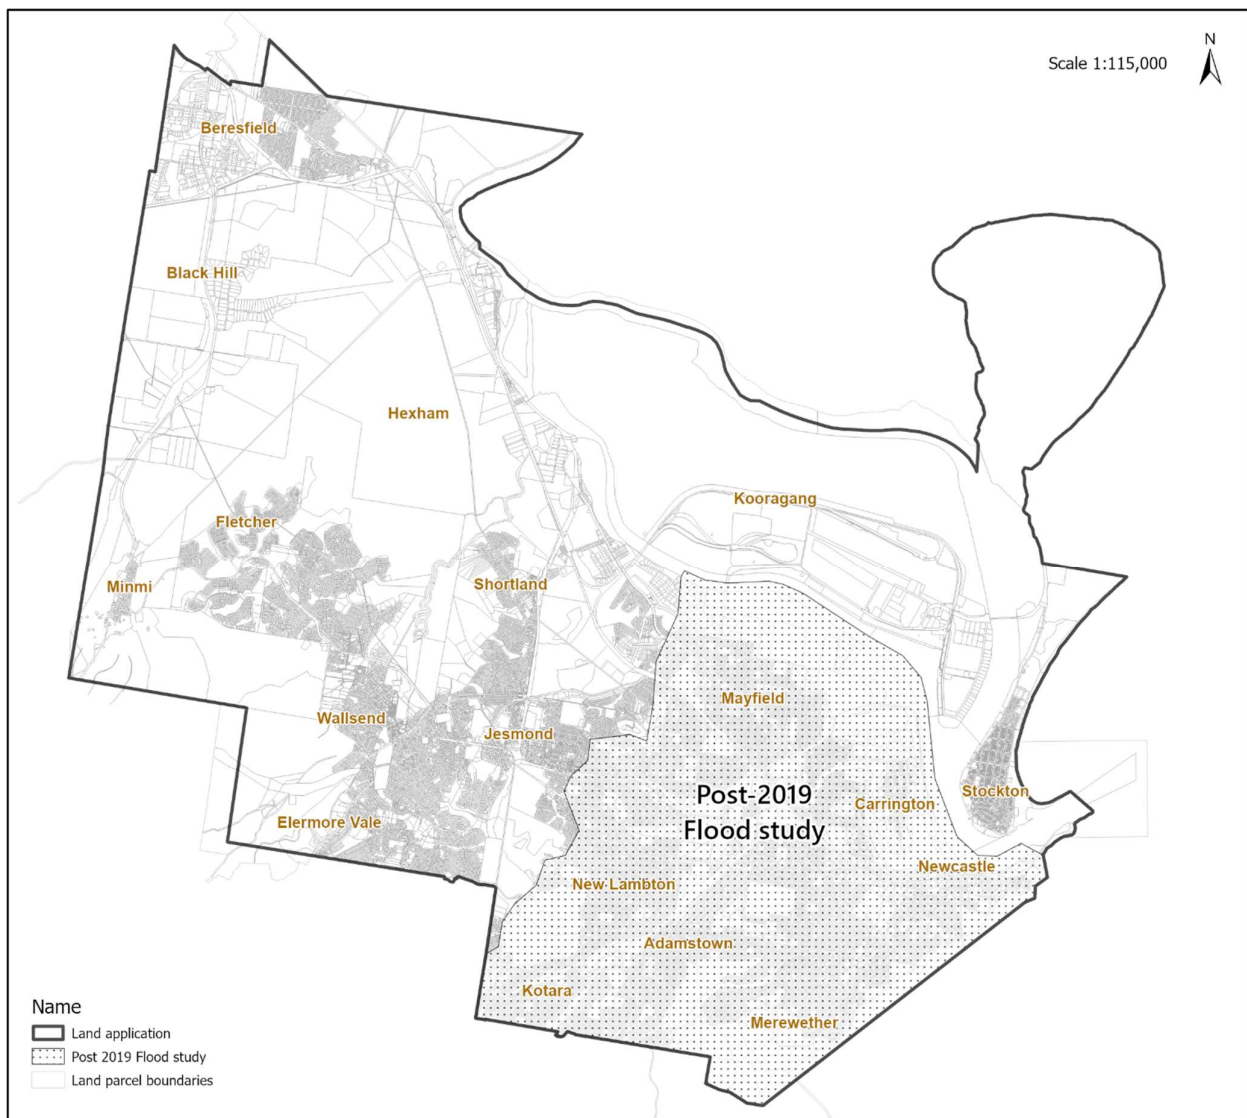 N
Scale 1:115,000
Beresfield
Black Hill
Hexham
Kooragang
Fletcher
Shortland
Minmi
Mayfield
Wallsend
Jesmond
Stockton
Post-2019
Flood study
Carrington
Elermore Vale
Newcastle
New Lambton
Adamstown
Kotara
Merewether
Name
Land application
Post 2019 Flood study
Land parcel boundaries